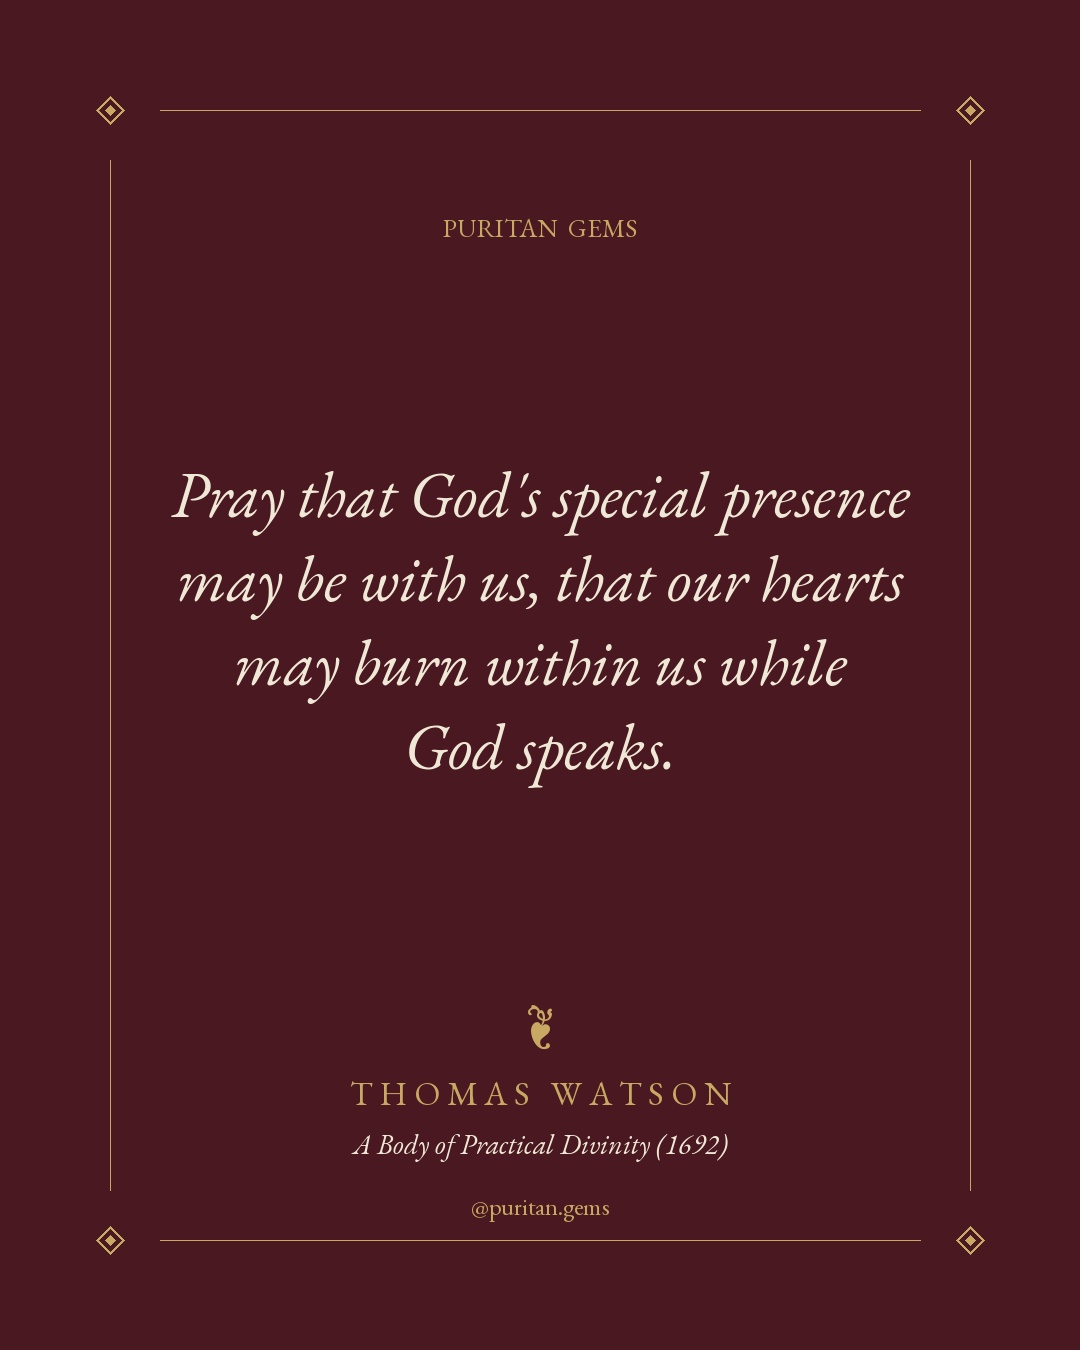 PURITAN GEMS
Pray that God's special presence
may be with us, that our hearts
may burn within us while
God speaks.
THOMAS WATSON
A Body of Practical Divinity (1692)
@puritan.gems